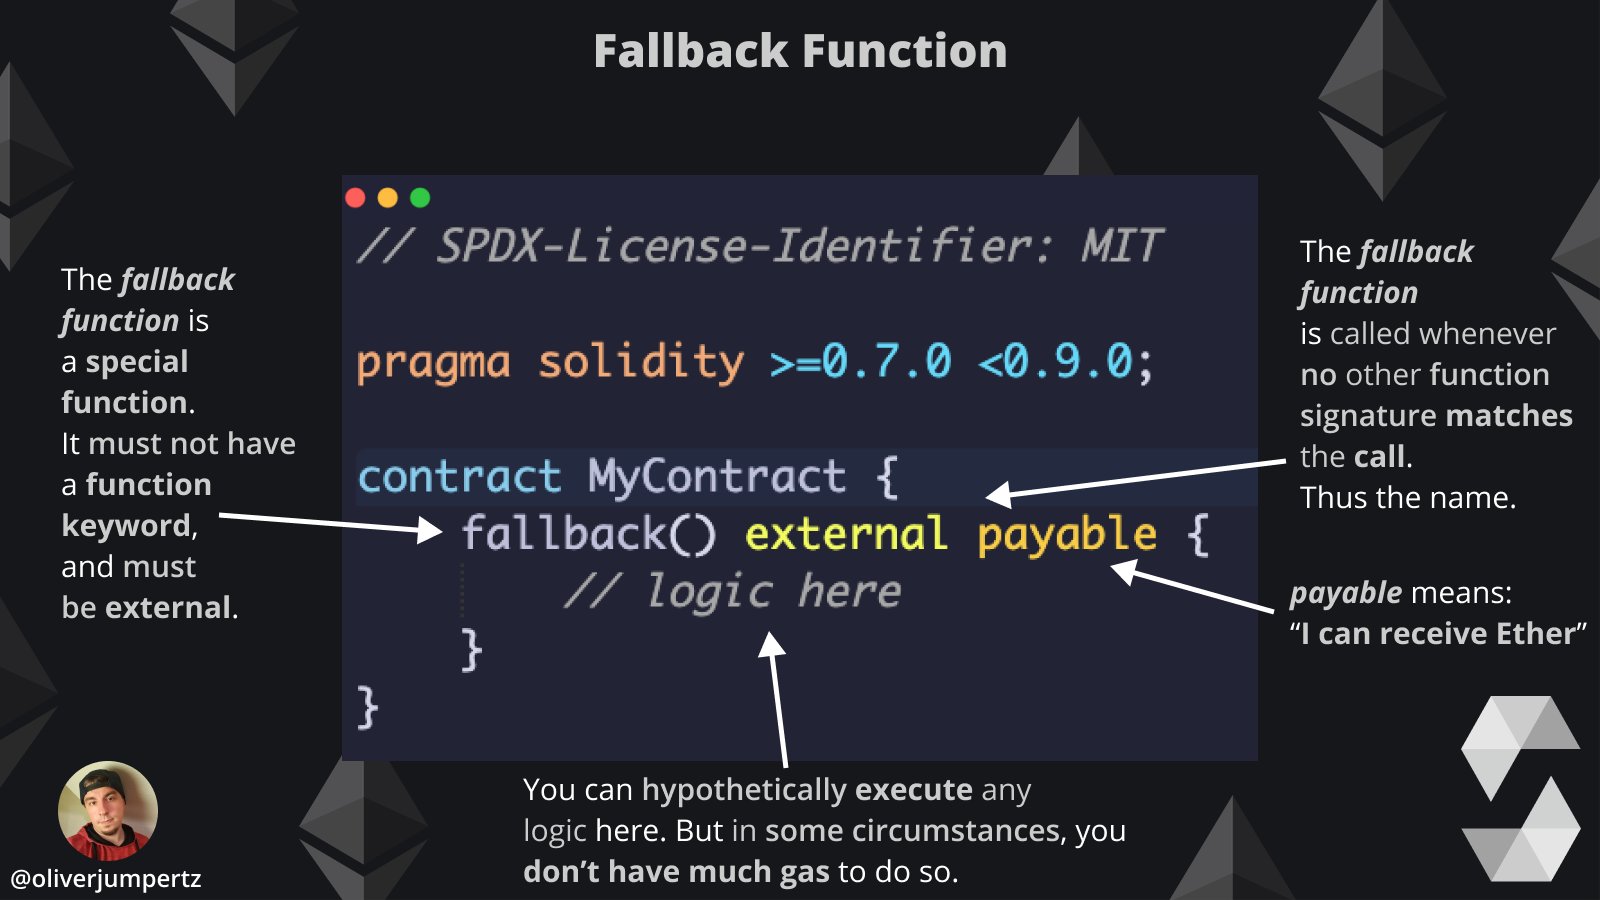 Fallback Function
The fallback
function is
a special
function.
It must not have
a function
keyword,
and must
be external.
// SPDX-License-Identifier: MIT
pragma solidity >=0.7.0 <0.9.0;
contract MyContract {
fallback() external payable {
// logic here
}
}
The fallback
function
is called whenever
no other function
signature matches
the call.
Thus the name.
payable means:
“I can receive Ether”
You can hypothetically execute any
logic here. But in some circumstances, you
don’t have much gas to do so.
@oliverjumpertz